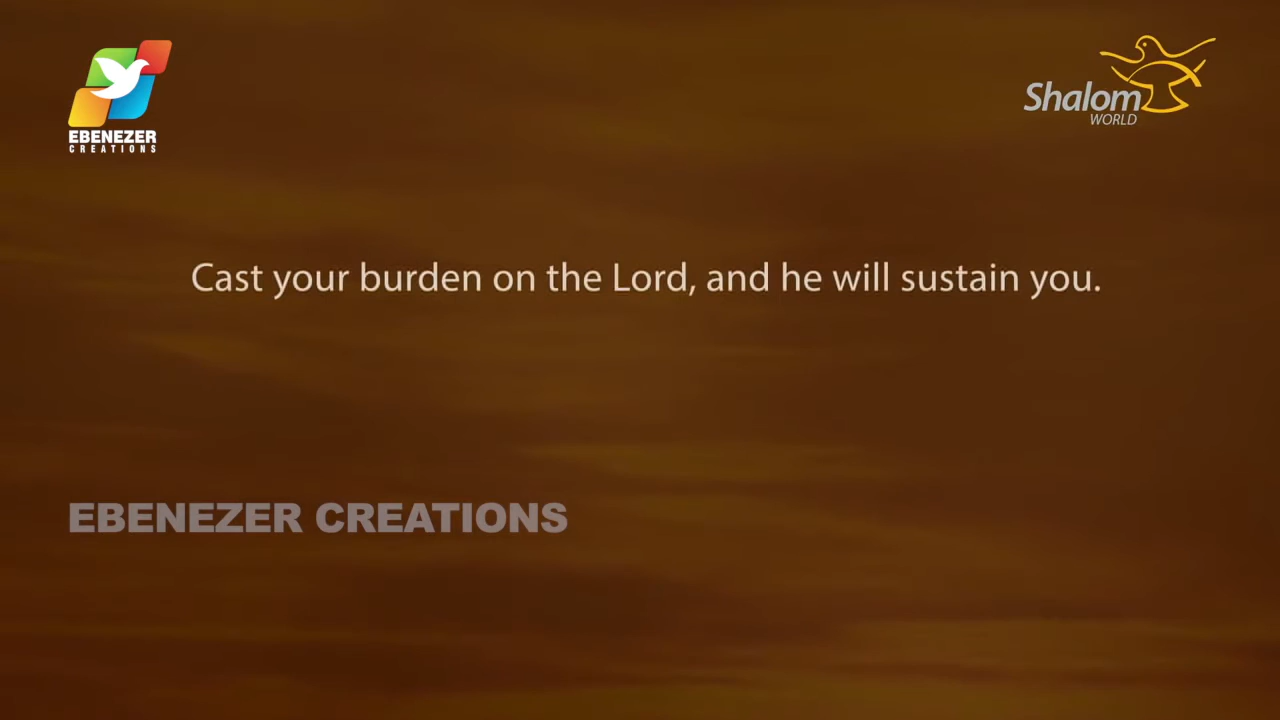 EBENEZER
CREATIONS
Shalom
WORLD
Cast your burden on the Lord, and he will sustain you.
EBENEZER CREATIONS